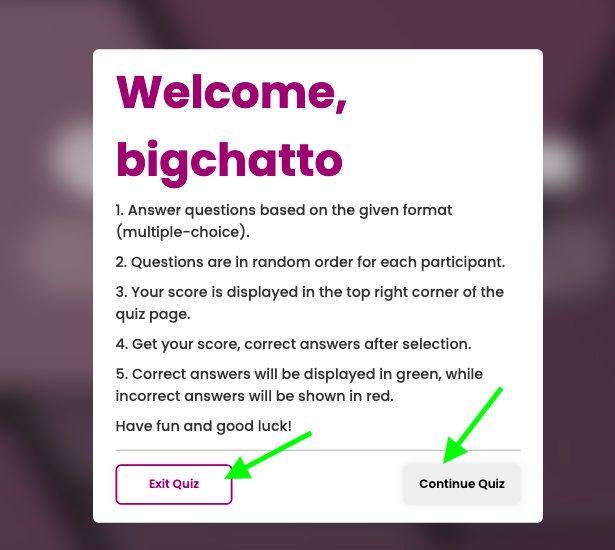 Welcome,
bigchatto
1. Answer questions based on the given format
(multiple-choice).
2. Questions are in random order for each participant.
3. Your score is displayed in the top right corner of the
quiz page.
4. Get your score, correct answers after selection.
5. Correct answers will be displayed in green, while
incorrect answers will be shown in red.
Have fun and good luck!
Exit Quiz
Continue Quiz